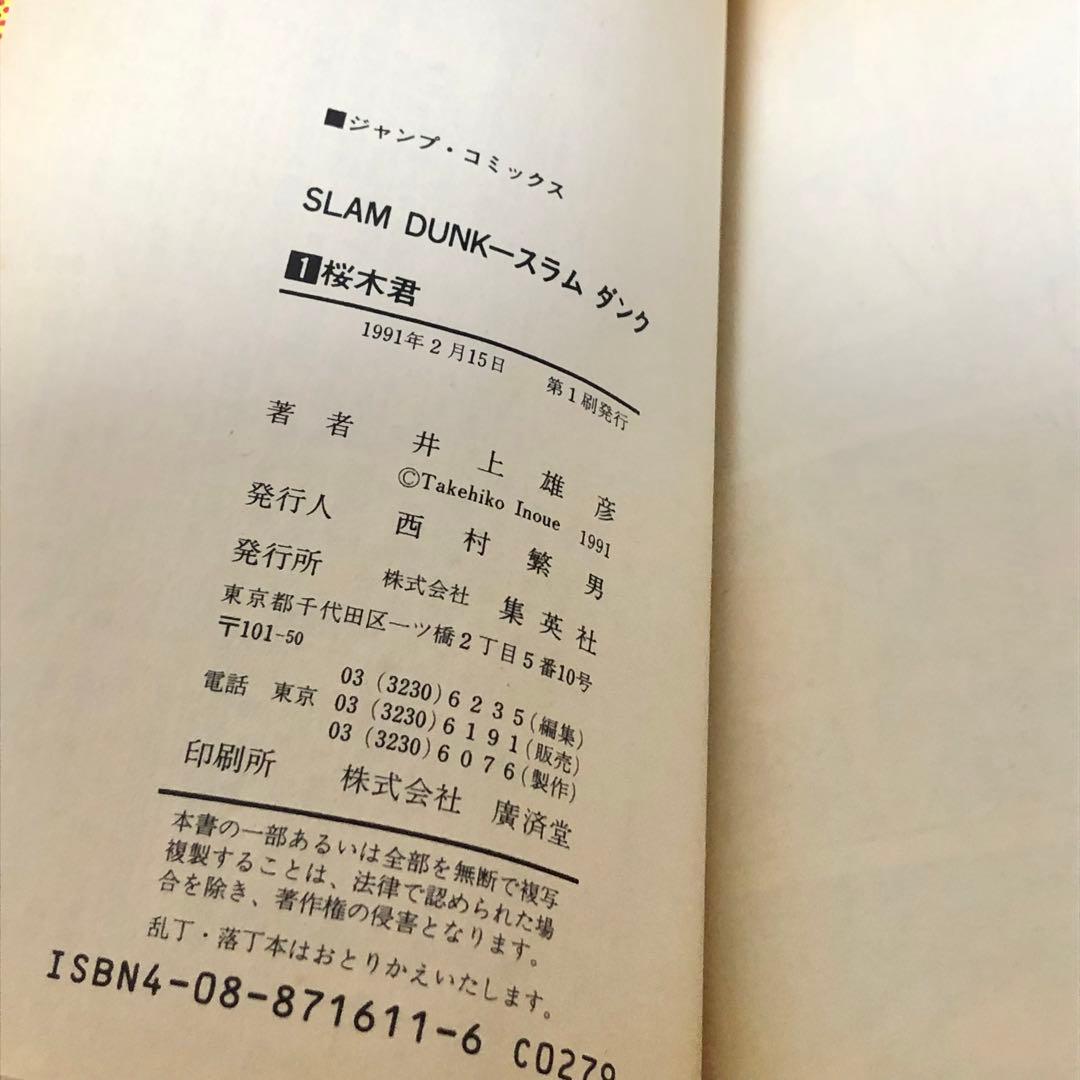 ■ジャンプ・コミックス
SLAM DUNK—スラム ダンク
1桜木君
1991年2月15日 第1刷発行
著者 井上雄彦
©Takehiko Inoue 1991
発行人 西村繁男
発行所 株式会社 集英社
東京都千代田区一ツ橋2丁目5番10号
〒101-50
電話 東京 03 (3230) 6235 (編集)
03 (3230) 6191 (販売)
03 (3230) 6076 (製作)
印刷所 株式会社 廣済堂
本書の一部あるいは全部を無断で複写
複製することは、法律で認められた場
合を除き、著作権の侵害となります。
乱丁・落丁本はおとりかえいたします。
ISBN4-08-871611-6 C0279